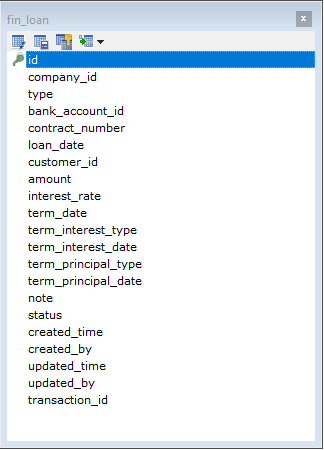 fin_loan
id
company_id
type
bank_account_id
contract_number
loan_date
customer_id
amount
interest_rate
term_date
term_interest_type
term_interest_date
term_principal_type
term_principal_date
note
status
created_time
created_by
updated_time
updated_by
transaction_id